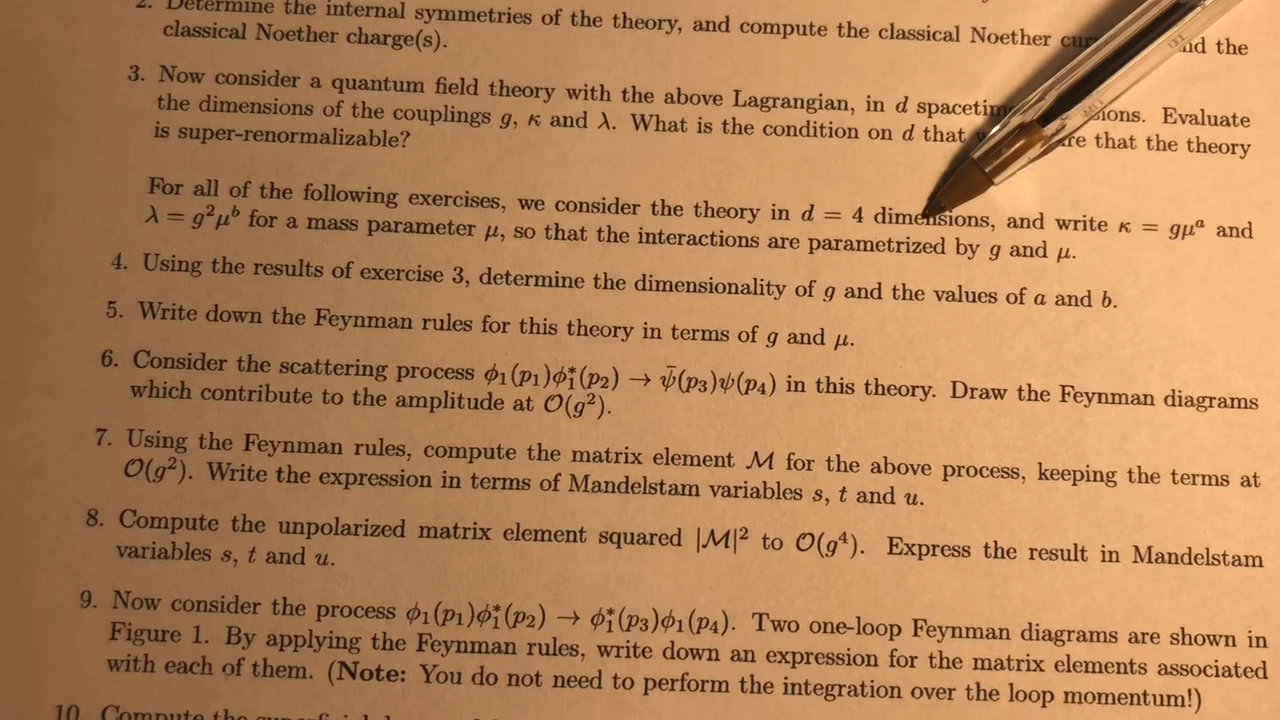 2. Determine the internal symmetries of the theory, and compute the classical Noether and the
classical Noether charge(s).
3. Now consider a quantum field theory with the above Lagrangian, in d Evaluate
the dimensions of the couplings g, κ and λ. What is the condition on d that that the theory
is super-renormalizable?
For all of the following exercises, we consider the theory in d = 4 dimensions, and write κ = gμᵃ and
λ = g²μᵇ for a mass parameter μ, so that the interactions are parametrized by g and μ.
4. Using the results of exercise 3, determine the dimensionality of g and the values of a and b.
5. Write down the Feynman rules for this theory in terms of g and μ.
6. Consider the scattering process ϕ₁(p₁)ϕ₁*(p₂) → ψ̄(p₃)ψ(p₄) in this theory. Draw the Feynman diagrams
which contribute to the amplitude at O(g²).
7. Using the Feynman rules, compute the matrix element M for the above process, keeping the terms at
O(g²). Write the expression in terms of Mandelstam variables s, t and u.
8. Compute the unpolarized matrix element squared |M|² to O(g⁴). Express the result in Mandelstam
variables s, t and u.
9. Now consider the process ϕ₁(p₁)ϕ₁*(p₂) → ϕ₁*(p₃)ϕ₁(p₄). Two one-loop Feynman diagrams are shown in
Figure 1. By applying the Feynman rules, write down an expression for the matrix elements associated
with each of them. (Note: You do not need to perform the integration over the loop momentum!)
10. Compute the